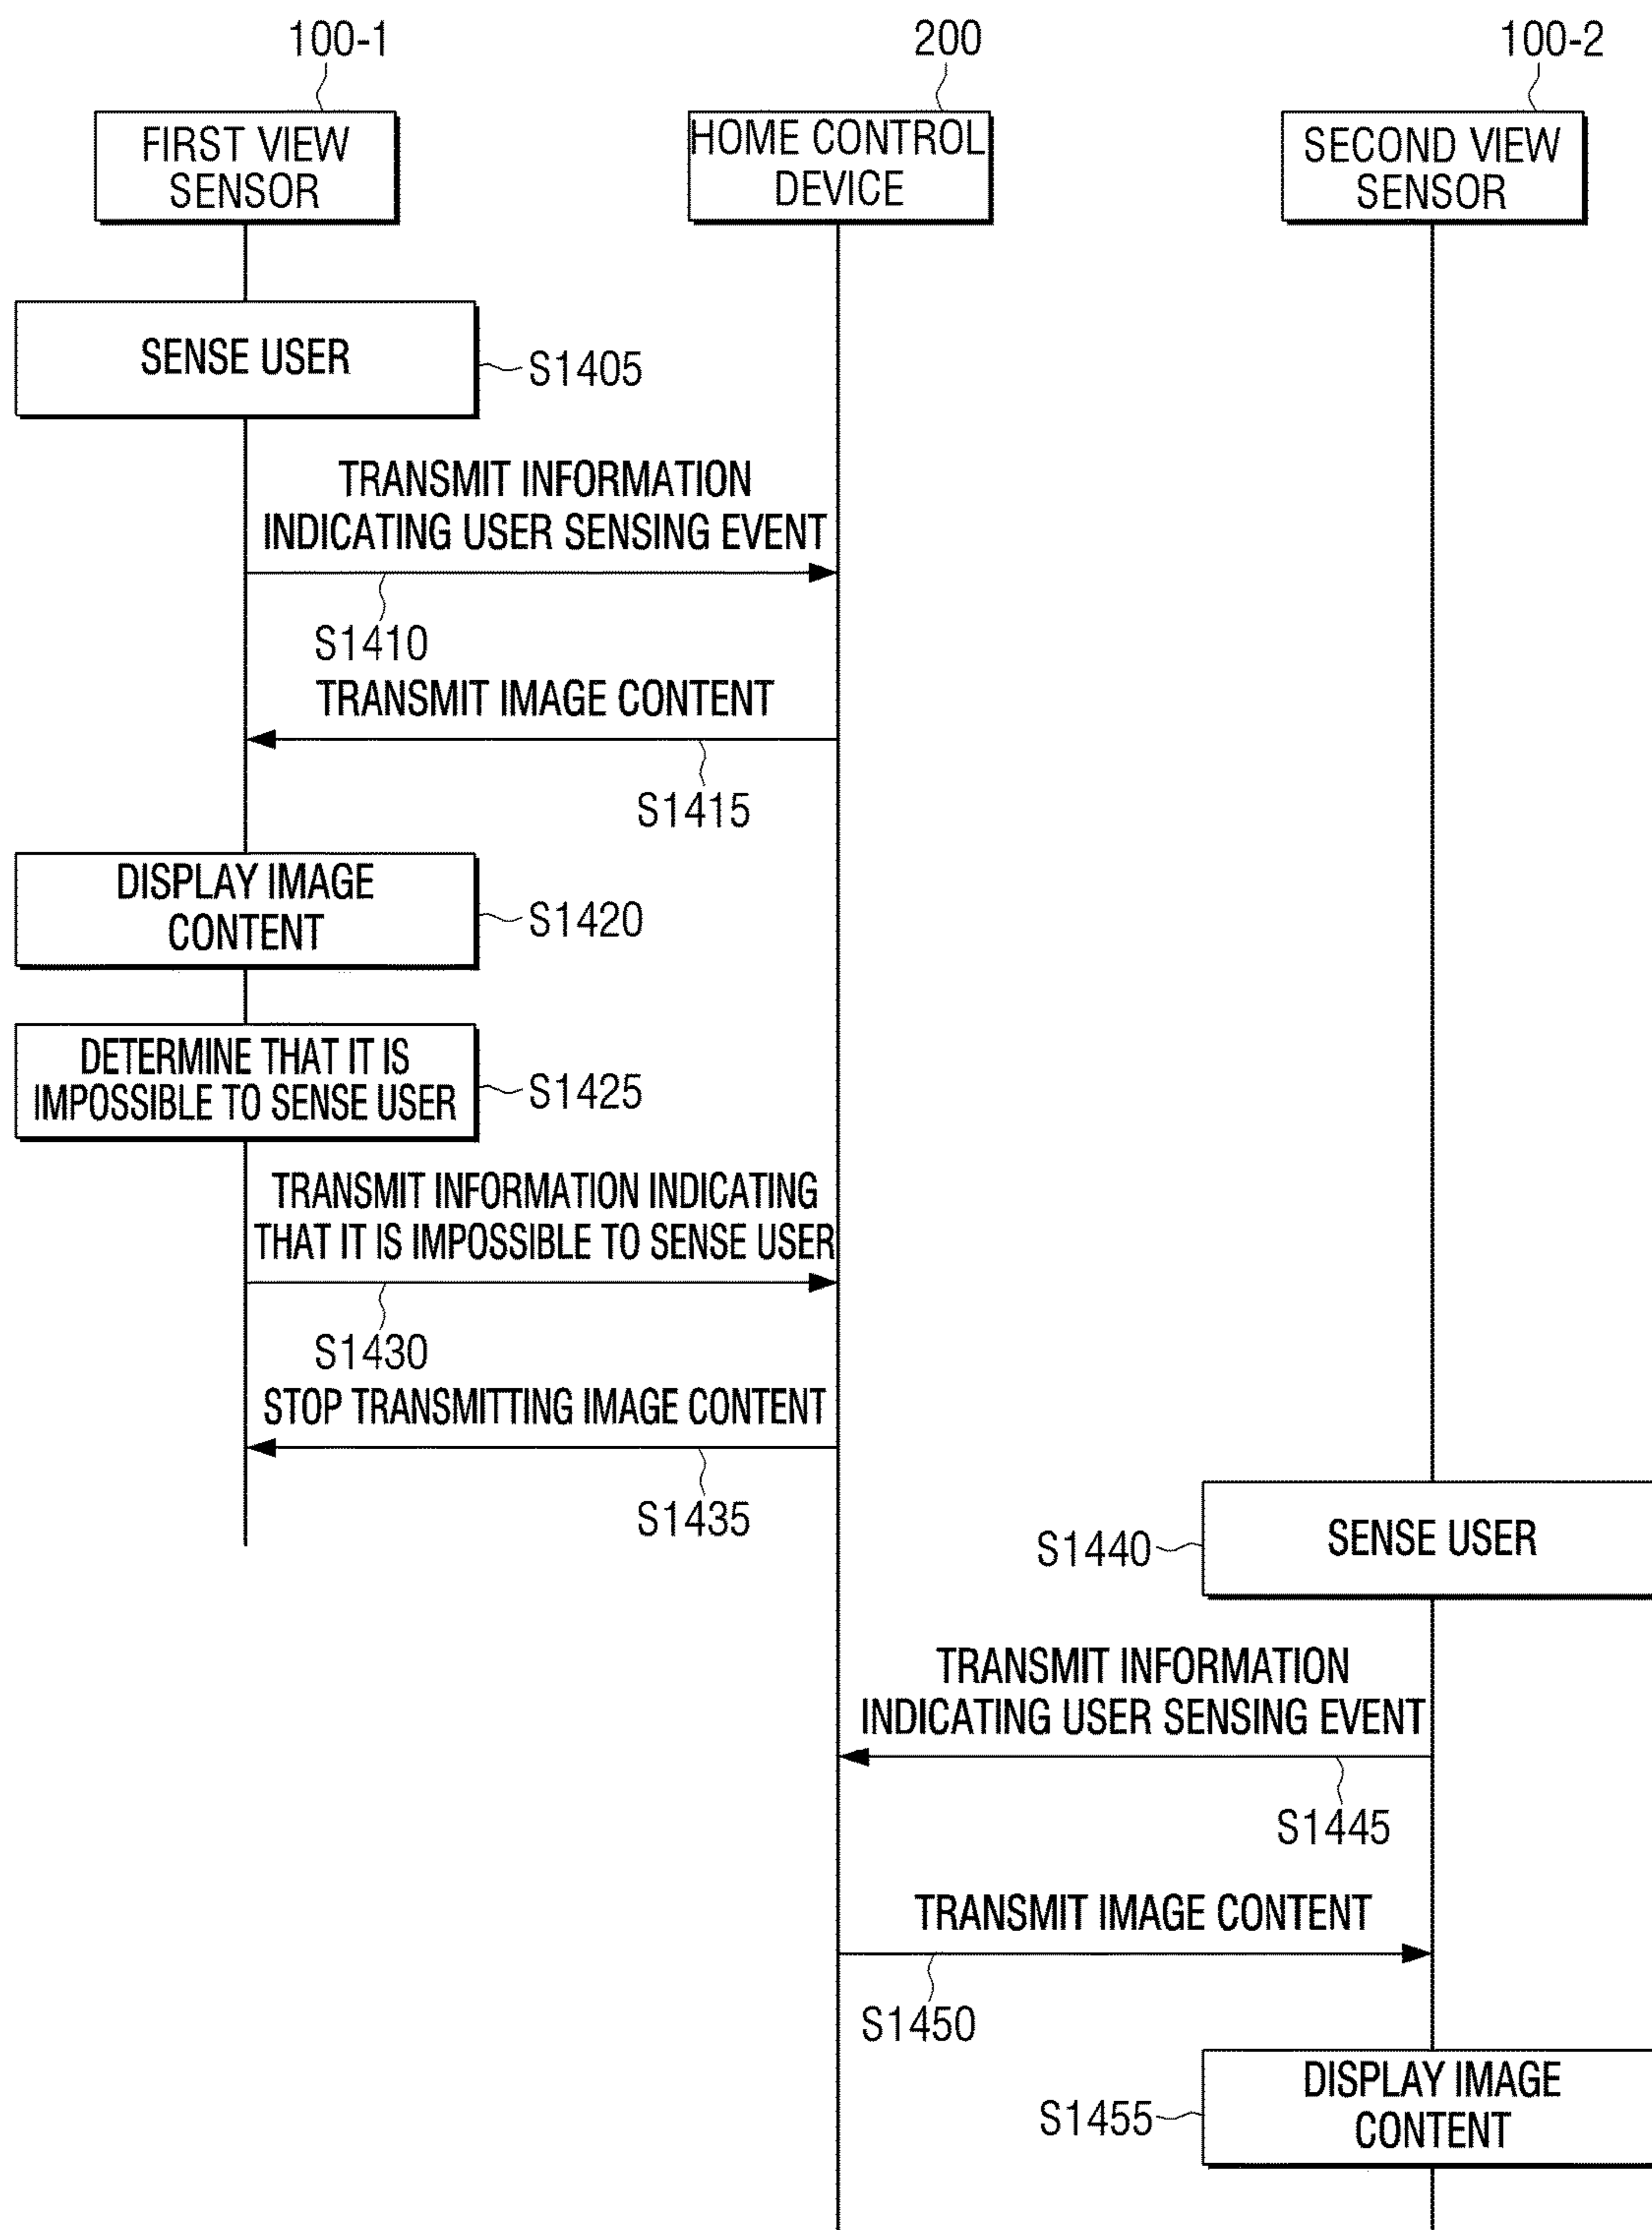 100-1
200
100-2
FIRST VIEW
SENSOR
HOME CONTROL
DEVICE
SECOND VIEW
SENSOR
SENSE USER
S1405
TRANSMIT INFORMATION
INDICATING USER SENSING EVENT
S1410
TRANSMIT IMAGE CONTENT
S1415
DISPLAY IMAGE
CONTENT
S1420
DETERMINE THAT IT IS
IMPOSSIBLE TO SENSE USER
S1425
TRANSMIT INFORMATION INDICATING
THAT IT IS IMPOSSIBLE TO SENSE USER
S1430
STOP TRANSMITTING IMAGE CONTENT
S1435
S1440
SENSE USER
TRANSMIT INFORMATION
INDICATING USER SENSING EVENT
S1445
TRANSMIT IMAGE CONTENT
S1450
DISPLAY IMAGE
CONTENT
S1455